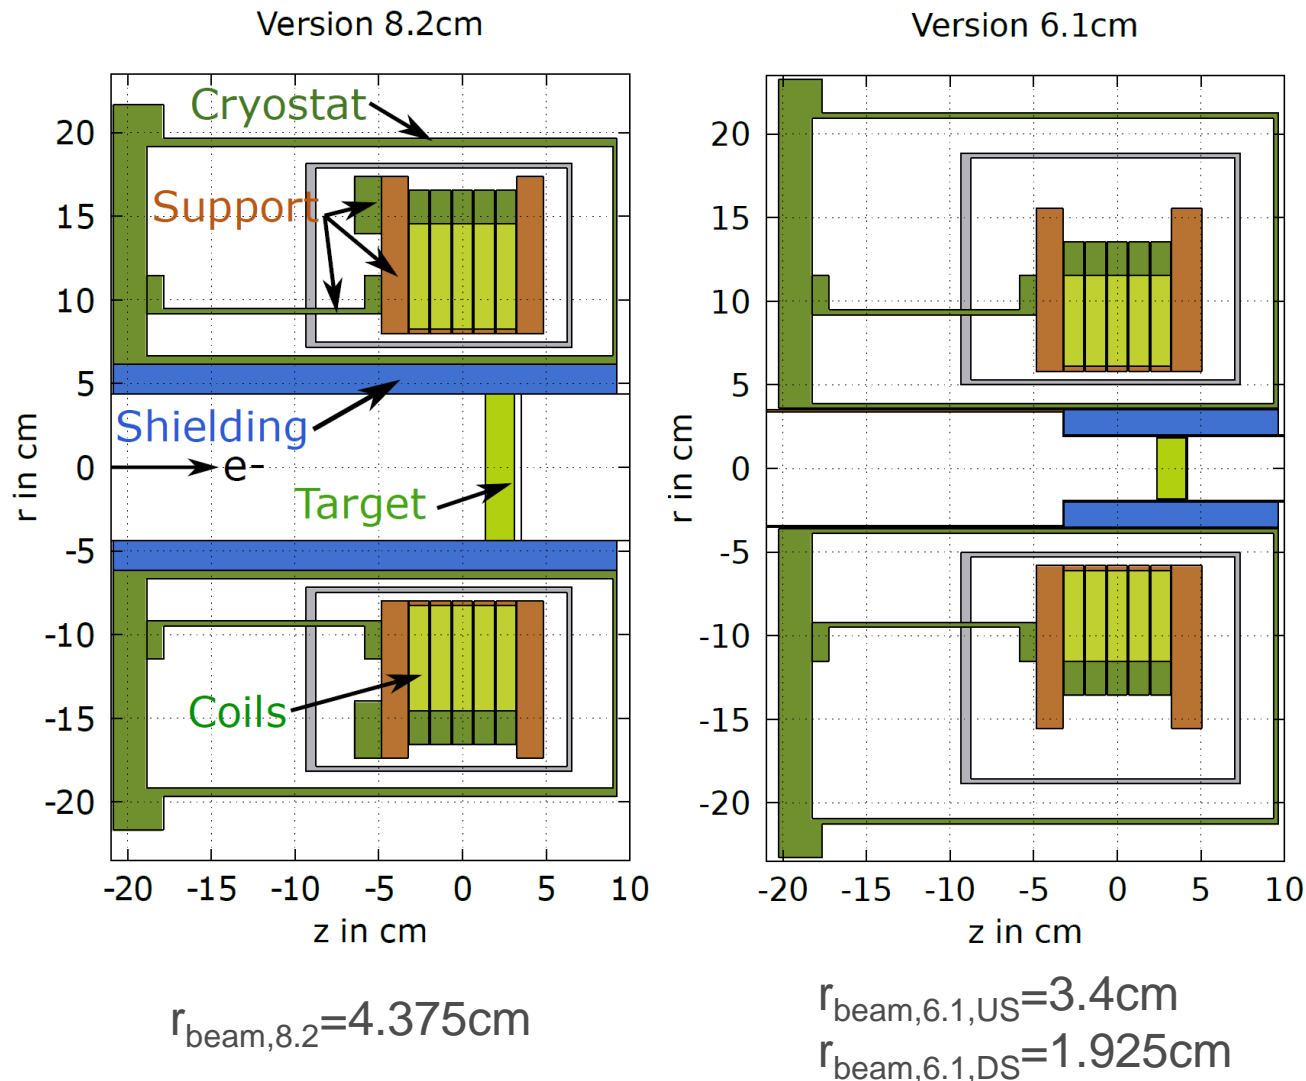 Version 8.2cm
Cryostat
Support
Shielding
e-
Target
Coils
20
15
10
5
0
-5
-10
-15
-20
r in cm
-20 -15 -10 -5 0 5 10
z in cm
r_beam,8.2=4.375cm
Version 6.1cm
20
15
10
5
0
-5
-10
-15
-20
r in cm
-20 -15 -10 -5 0 5 10
z in cm
r_beam,6.1,US=3.4cm
r_beam,6.1,DS=1.925cm